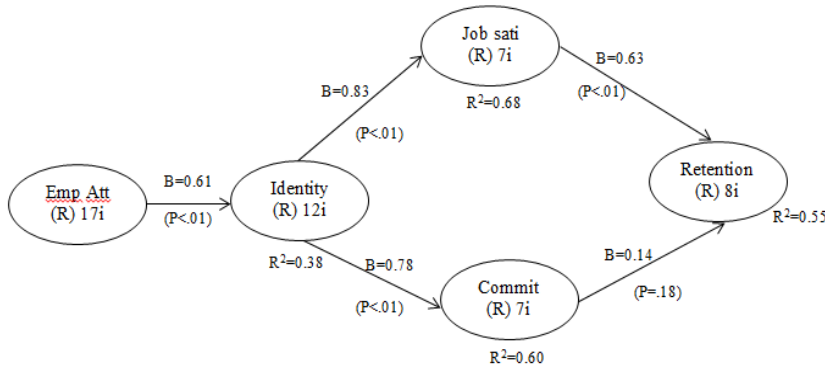 Job sati
(R) 7i
R²=0.68
B=0.83
(P<.01)
B=0.63
(P<.01)
Emp Att
(R) 17i
B=0.61
(P<.01)
Identity
(R) 12i
R²=0.38
Retention
(R) 8i
R²=0.55
B=0.78
(P<.01)
Commit
(R) 7i
R²=0.60
B=0.14
(P=.18)